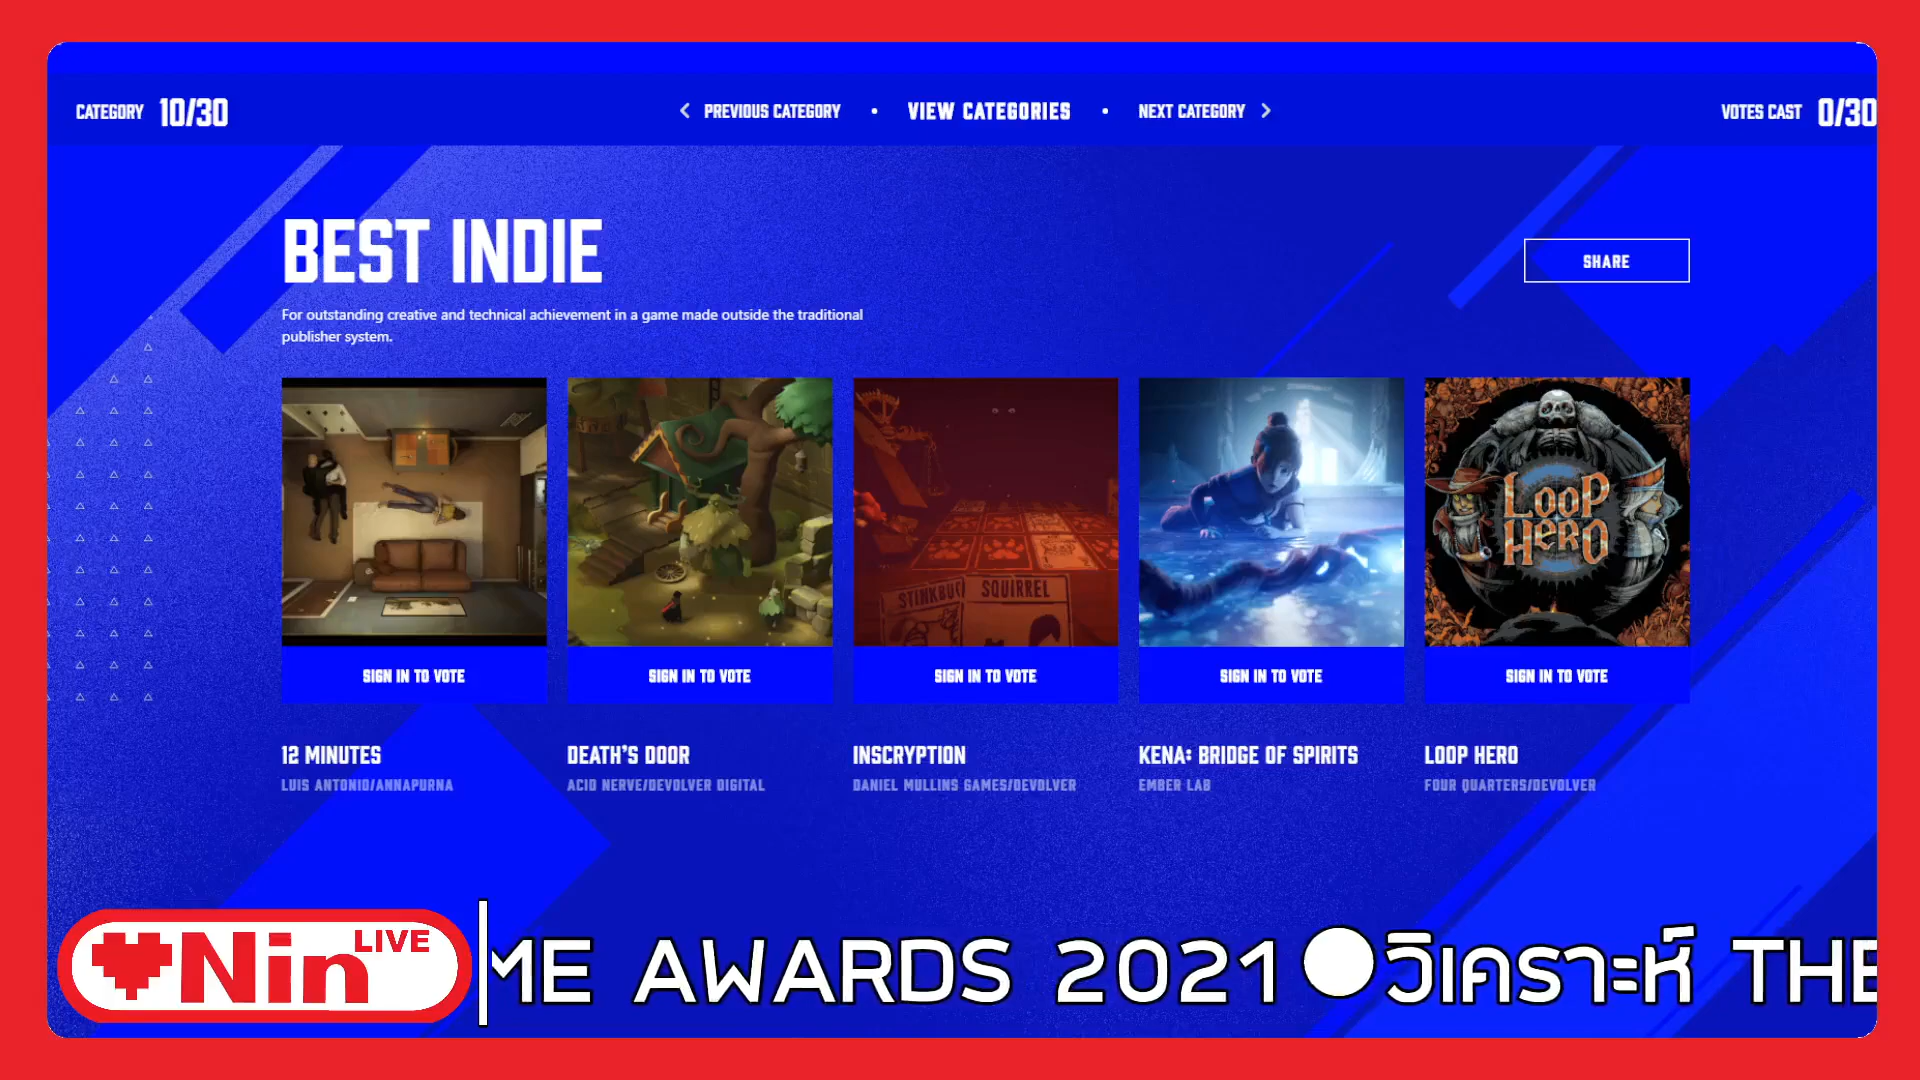 CATEGORY 10/30
PREVIOUS CATEGORY • VIEW CATEGORIES • NEXT CATEGORY
VOTES CAST 0/30
BEST INDIE
SHARE
For outstanding creative and technical achievement in a game made outside the traditional
publisher system.
STINKBUG
SQUIRREL
LOOP
HERO
SIGN IN TO VOTE
SIGN IN TO VOTE
SIGN IN TO VOTE
SIGN IN TO VOTE
SIGN IN TO VOTE
12 MINUTES
LUIS ANTONIO/ANNAPURNA
DEATH'S DOOR
ACID NERVE/DEVOLVER DIGITAL
INSCRYPTION
DANIEL MULLINS GAMES/DEVOLVER
KENA: BRIDGE OF SPIRITS
EMBER LAB
LOOP HERO
FOUR QUARTERS/DEVOLVER
Nin LIVE
ME AWARDS 2021 ●วิเคราะห์ THE